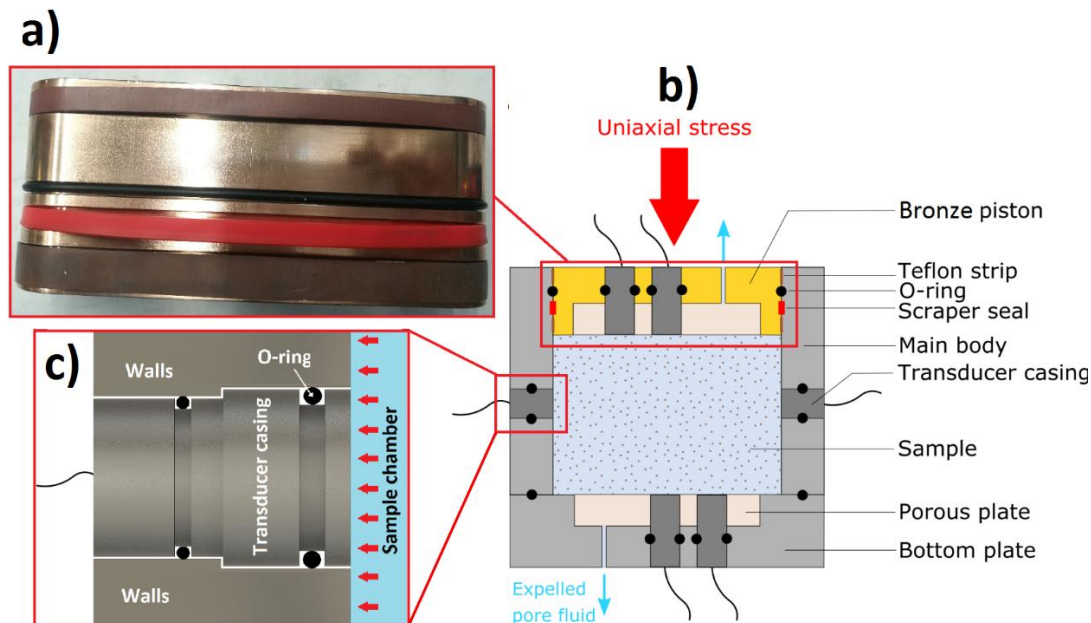 a)
b)
Uniaxial stress
Bronze piston
Teflon strip
O-ring
Scraper seal
Main body
Transducer casing
Sample
Porous plate
Bottom plate
Expelled
pore fluid
c)
Walls
O-ring
Transducer casing
Sample chamber
Walls